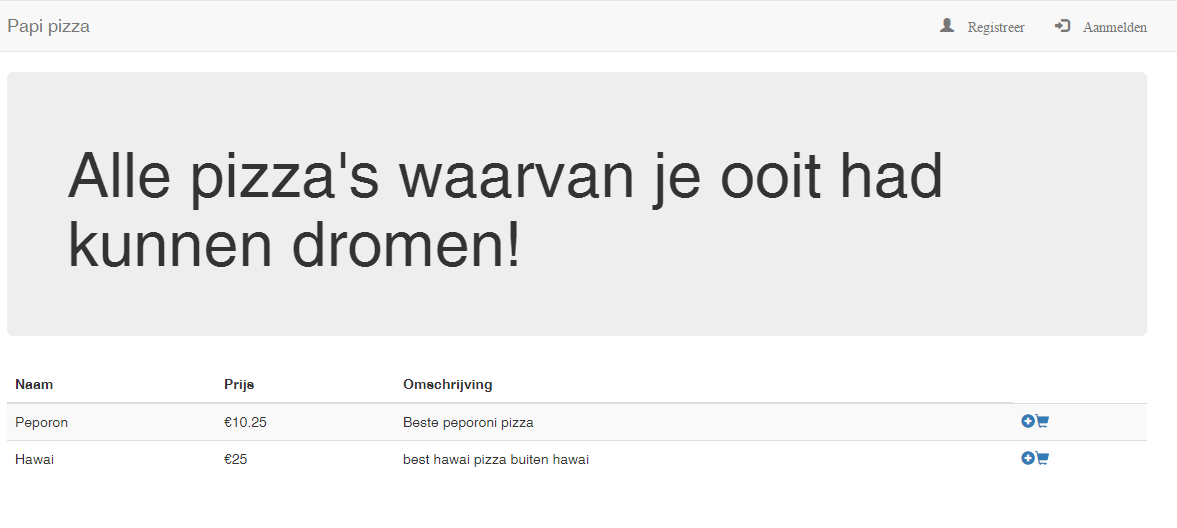 Papi pizza Registreer Aanmelden
Alle pizza's waarvan je ooit had
kunnen dromen!
Naam Prijs Omschrijving
Peporon €10.25 Beste peporoni pizza
Hawai €25 best hawai pizza buiten hawai